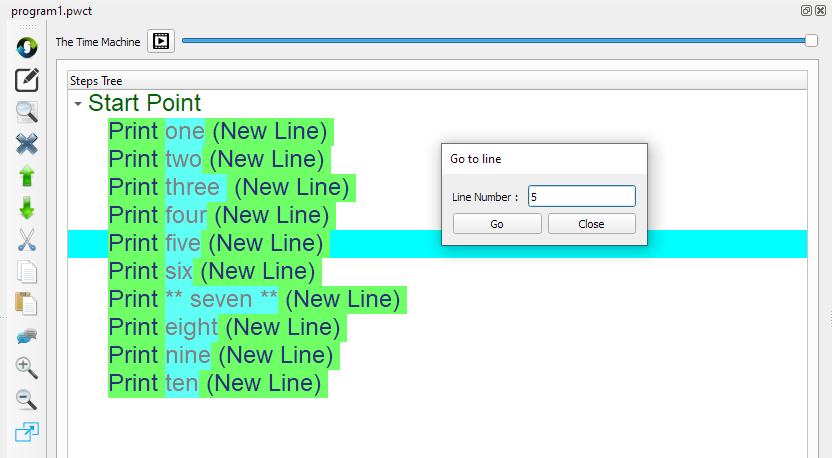 program1.pwct
The Time Machine
Steps Tree
Start Point
Print one (New Line)
Print two (New Line)
Print three  (New Line)
Print four (New Line)
Print five (New Line)
Print six (New Line)
Print ** seven ** (New Line)
Print eight (New Line)
Print nine (New Line)
Print ten (New Line)
Go to line
Line Number : 5
Go Close